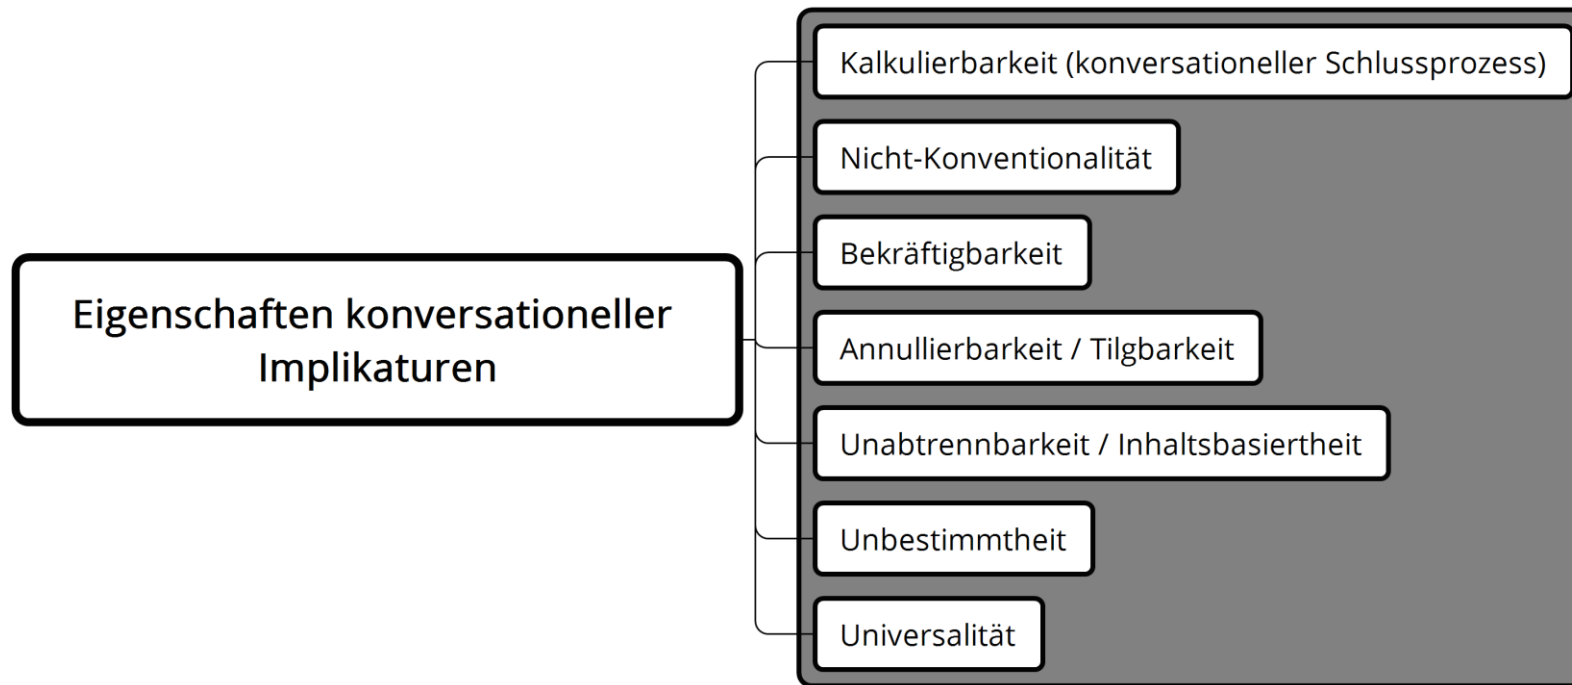 Eigenschaften konversationeller
Implikaturen
Kalkulierbarkeit (konversationeller Schlussprozess)
Nicht-Konventionalität
Bekräftigbarkeit
Annullierbarkeit / Tilgbarkeit
Unabtrennbarkeit / Inhaltsbasiertheit
Unbestimmtheit
Universalität